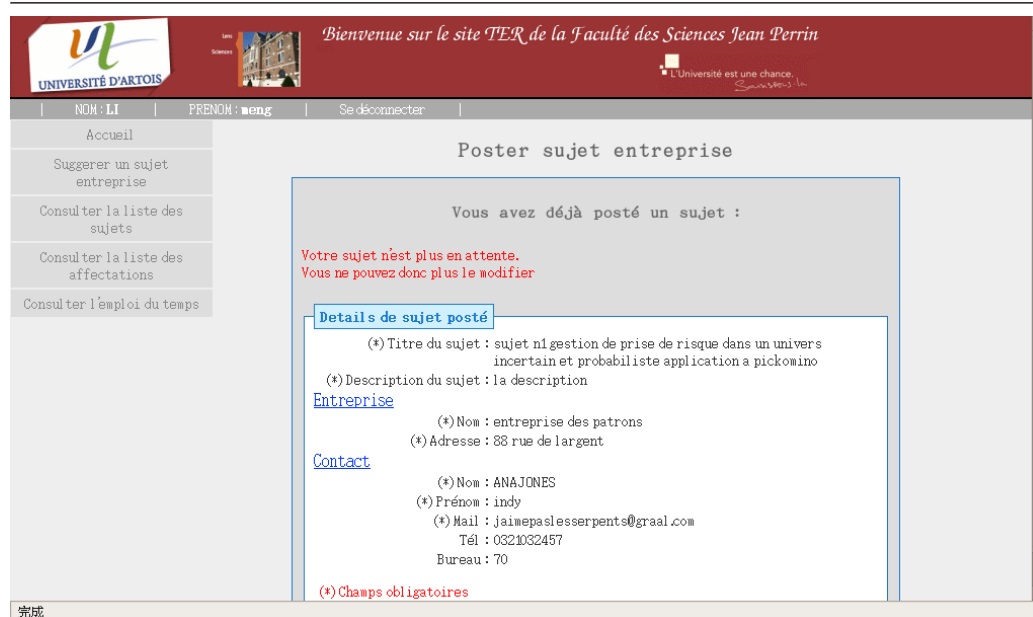 UNIVERSITÉ D'ARTOIS
Lens
Sciences
Bienvenue sur le site TER de la Faculté des Sciences Jean Perrin
L'Université est une chance.
Saisissons-la
| NOM : LI | PRENOM : meng | Se déconnecter |
Accueil
Suggerer un sujet
entreprise
Consulter la liste des
sujets
Consulter la liste des
affectations
Consulter l'emploi du temps
Poster sujet entreprise
Vous avez déjà posté un sujet :
Votre sujet n'est plus en attente.
Vous ne pouvez donc plus le modifier
Details de sujet posté
(*) Titre du sujet : sujet n1gestion de prise de risque dans un univers
incertain et probabiliste application a pickomino
(*) Description du sujet : la description
Entreprise
(*) Nom : entreprise des patrons
(*) Adresse : 88 rue de largent
Contact
(*) Nom : ANAJONES
(*) Prénom : indy
(*) Mail : jaimepaslesserpents@graal.com
Tél : 0321032457
Bureau : 70
(*) Champs obligatoires
完成